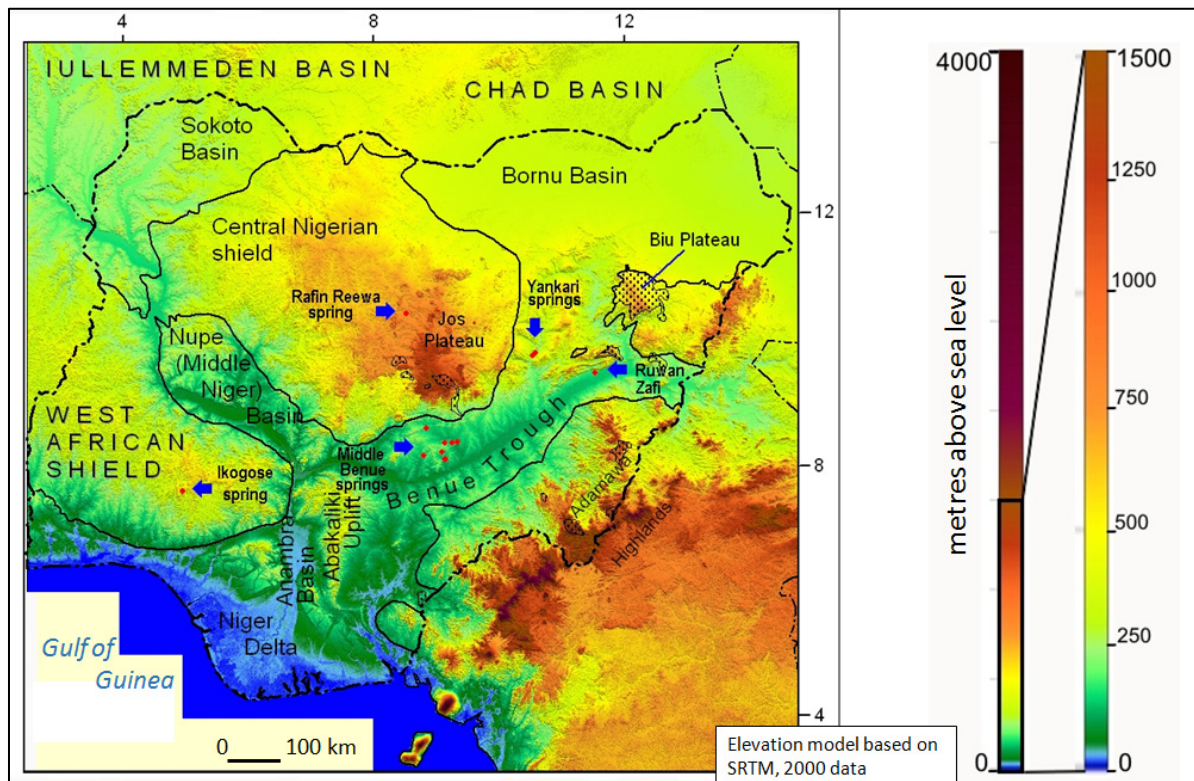 4
8
12
IULLEMMEDEN BASIN
CHAD BASIN
Sokoto
Basin
Bornu Basin
12
Central Nigerian
shield
Biu Plateau
Rafin Reewa
spring
Yankari
springs
Jos
Plateau
Nupe
(Middle
Niger)
Basin
Ruwan
Zafi
WEST
AFRICAN
SHIELD
Middle
Benue
springs
Benue Trough
8
Ikogose
spring
Anambra
Basin
Abakaliki
Uplift
Adamawa
Highlands
Niger
Delta
Gulf of
Guinea
4
0 100 km
Elevation model based on
SRTM, 2000 data
metres above sea level
4000
0
1500
1250
1000
750
500
250
0